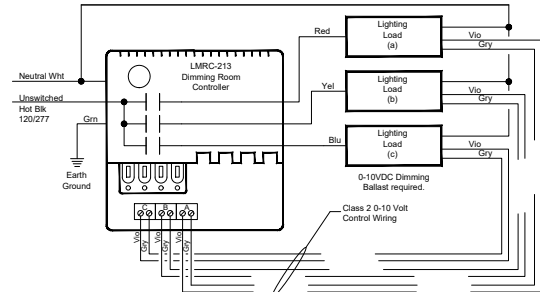 Red
Lighting
Load
(a)
Vio
Gry
LMRC-213
Dimming Room
Controller
Neutral Wht
Unswitched
Hot Blk
120/277
Grn
Earth
Ground
Yel
Lighting
Load
(b)
Vio
Gry
Blu
Lighting
Load
(c)
Vio
Gry
0-10VDC Dimming
Ballast required.
C B A
Class 2 0-10 Volt
Control Wiring
Vio Gry Vio Gry Vio Gry